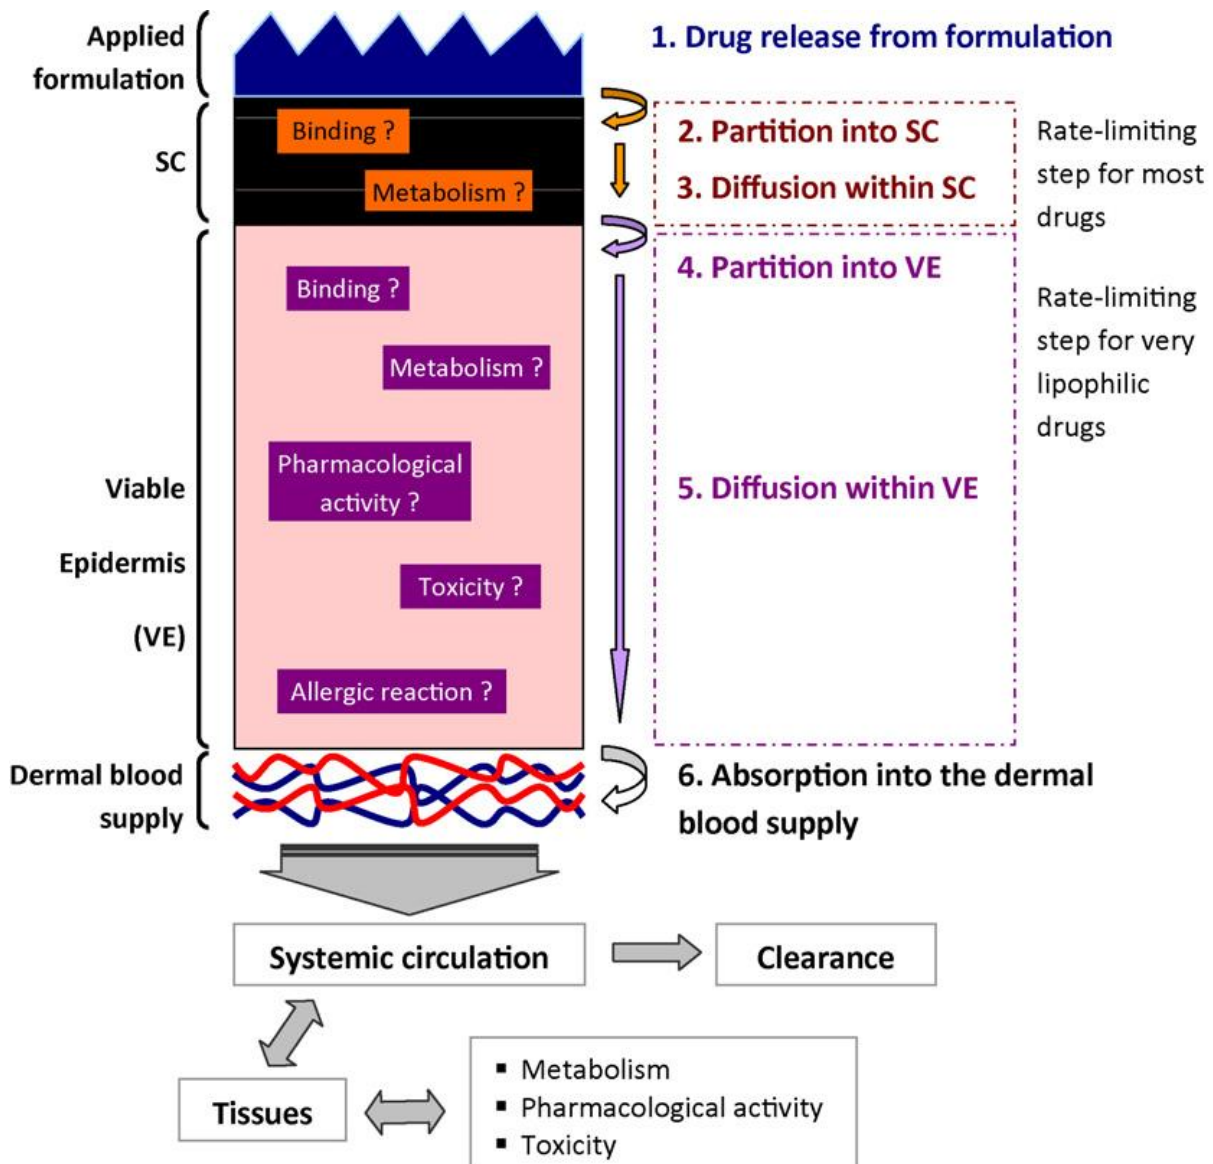 Applied
formulation
1. Drug release from formulation
SC
Binding ?
Metabolism ?
2. Partition into SC
3. Diffusion within SC
Rate-limiting
step for most
drugs
Viable
Epidermis
(VE)
Binding ?
Metabolism ?
Pharmacological
activity ?
Toxicity ?
Allergic reaction ?
4. Partition into VE
5. Diffusion within VE
Rate-limiting
step for very
lipophilic
drugs
Dermal blood
supply
6. Absorption into the dermal
blood supply
Systemic circulation
Clearance
Tissues
▪ Metabolism
▪ Pharmacological activity
▪ Toxicity